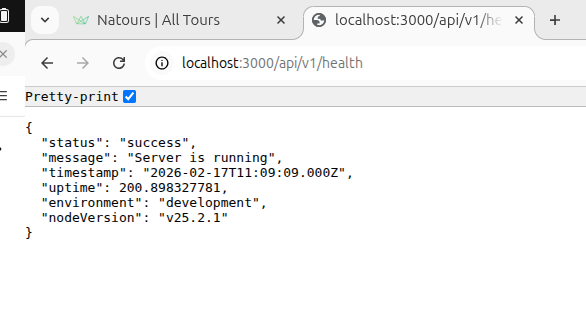 Natours | All Tours
localhost:3000/api/v1/he
localhost:3000/api/v1/health
Pretty-print
{
"status": "success",
"message": "Server is running",
"timestamp": "2026-02-17T11:09:09.000Z",
"uptime": 200.898327781,
"environment": "development",
"nodeVersion": "v25.2.1"
}